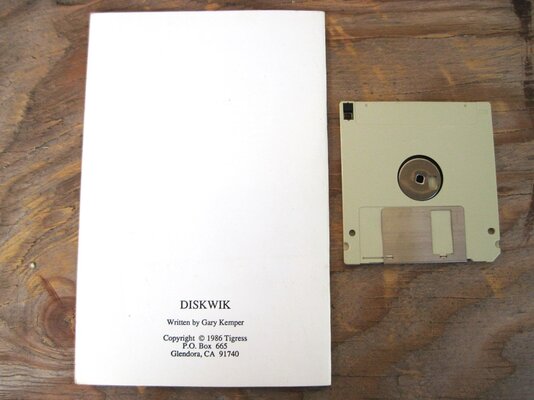 DISKWIK
Written by Gary Kemper
Copyright © 1986 Tigress
P.O. Box 665
Glendora, CA 91740